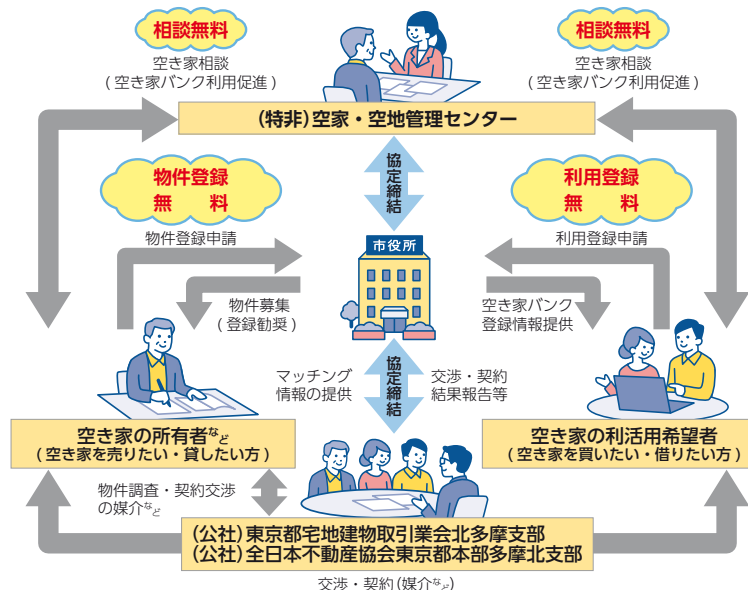 相談無料
空き家相談
(空き家バンク利用促進)
相談無料
空き家相談
(空き家バンク利用促進)
(特非)空家・空地管理センター
協定締結
物件登録
無　料
物件登録申請
利用登録
無　料
利用登録申請
市役所
物件募集
(登録勧奨)
空き家バンク
登録情報提供
マッチング
情報の提供
協定締結
交渉・契約
結果報告等
空き家の所有者など
(空き家を売りたい・貸したい方)
空き家の利活用希望者
(空き家を買いたい・借りたい方)
物件調査・契約交渉
の媒介など
(公社)東京都宅地建物取引業会北多摩支部
(公社)全日本不動産協会東京都本部多摩北支部
交渉・契約(媒介など)